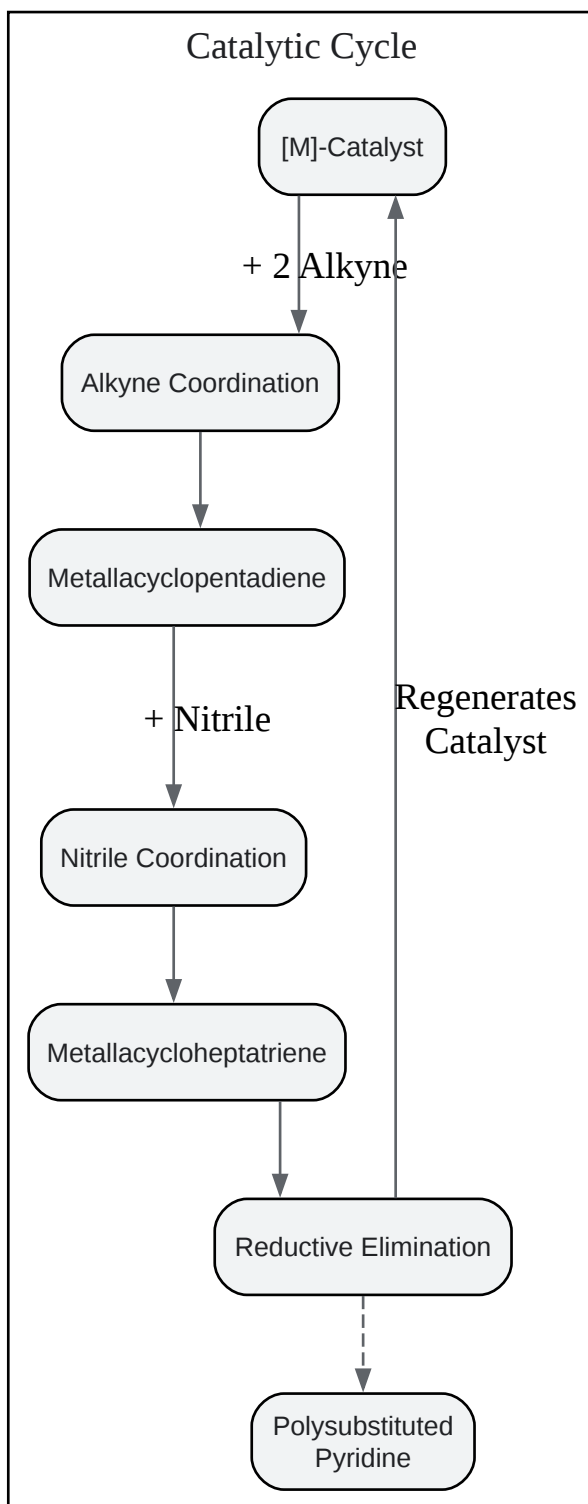 Catalytic Cycle
[M]-Catalyst
+ 2 Alkyne
Alkyne Coordination
Metallacyclopentadiene
Regenerates
Catalyst
+ Nitrile
Nitrile Coordination
Metallacycloheptatriene
Reductive Elimination
Polysubstituted
Pyridine